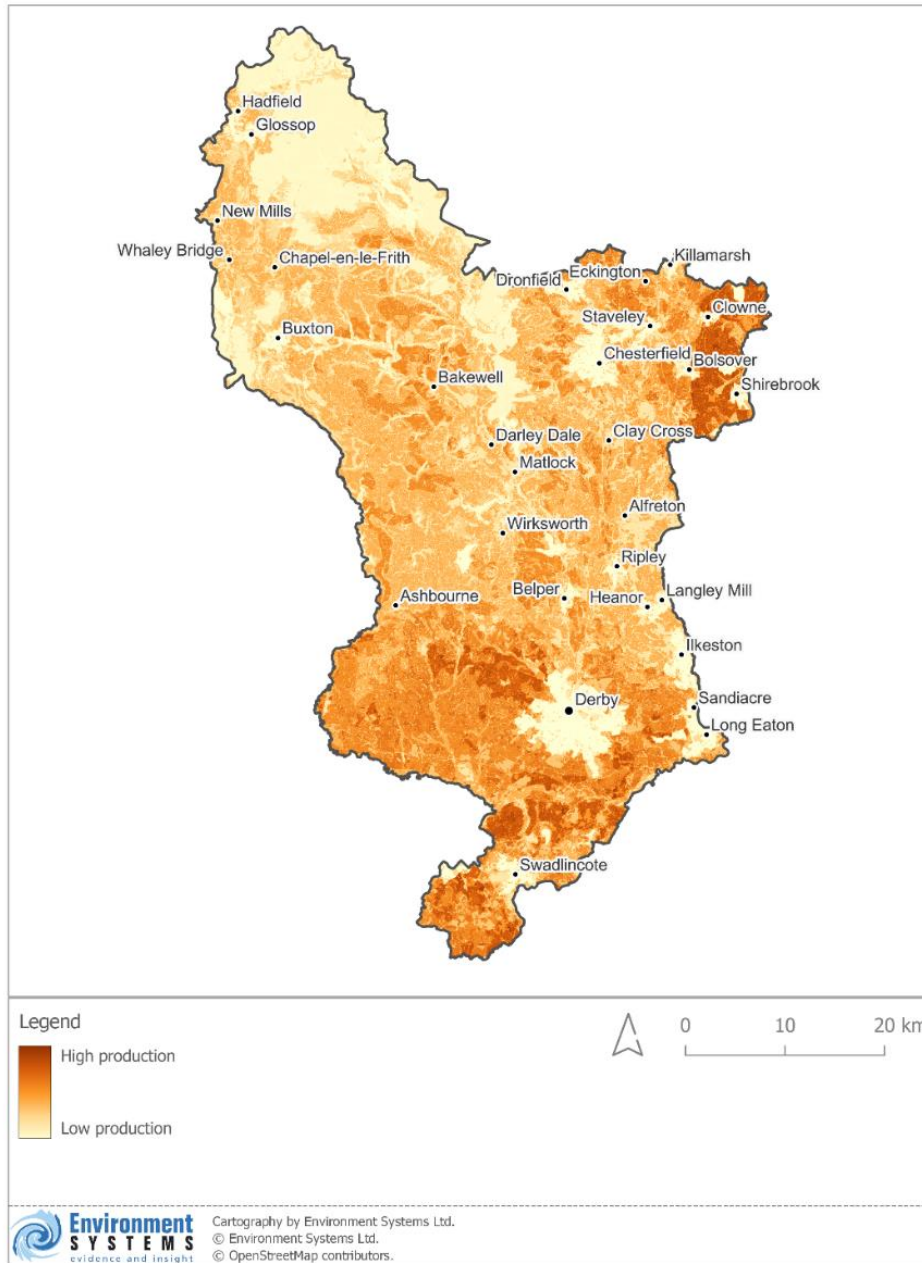 Hadfield
Glossop
New Mills
Whaley Bridge
Chapel-en-le-Frith
Killamarsh
Eckington
Dronfield
Clowne
Staveley
Buxton
Chesterfield
Bolsover
Bakewell
Shirebrook
Darley Dale
Clay Cross
Matlock
Alfreton
Wirksworth
Ripley
Belper
Langley Mill
Ashbourne
Heanor
Ilkeston
Derby
Sandiacre
Long Eaton
Swadlincote
Legend
High production
Low production
0 10 20 km
Environment
SYSTEMS
evidence and insight
Cartography by Environment Systems Ltd.
© Environment Systems Ltd.
© OpenStreetMap contributors.